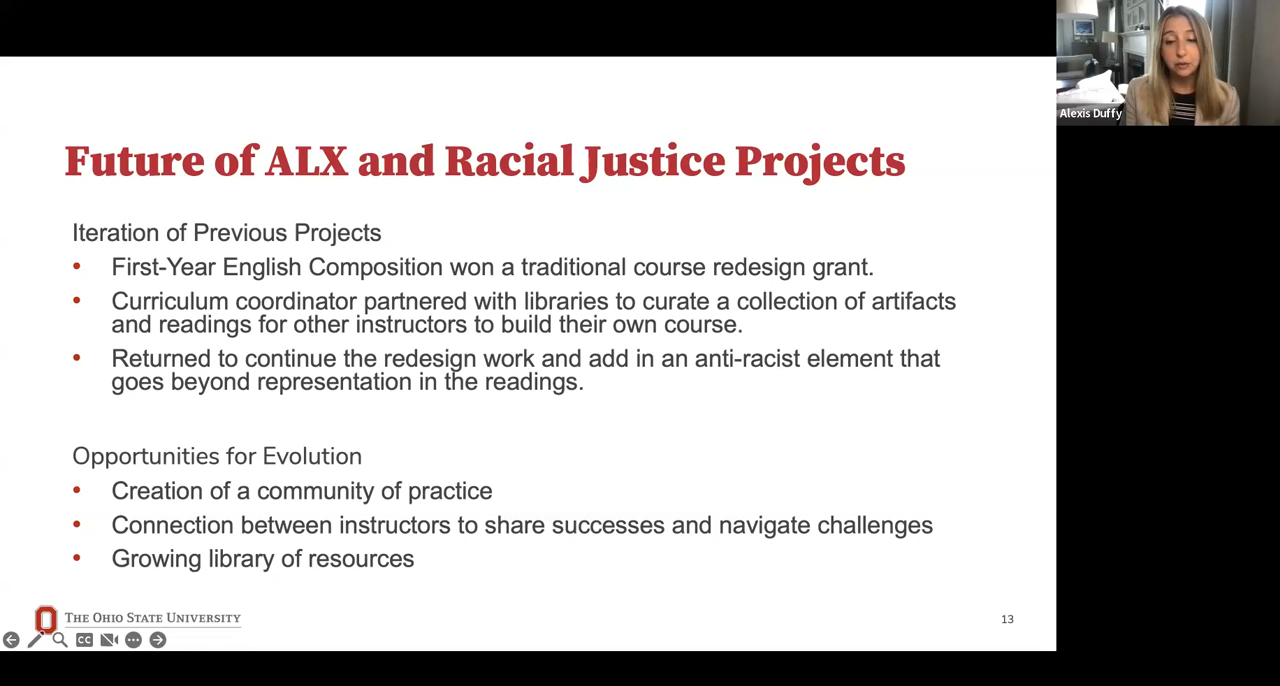 Future of ALX and Racial Justice Projects
Iteration of Previous Projects
• First-Year English Composition won a traditional course redesign grant.
• Curriculum coordinator partnered with libraries to curate a collection of artifacts
and readings for other instructors to build their own course.
• Returned to continue the redesign work and add in an anti-racist element that
goes beyond representation in the readings.
Opportunities for Evolution
• Creation of a community of practice
• Connection between instructors to share successes and navigate challenges
• Growing library of resources
THE OHIO STATE UNIVERSITY
13
CC
Alexis Duffy